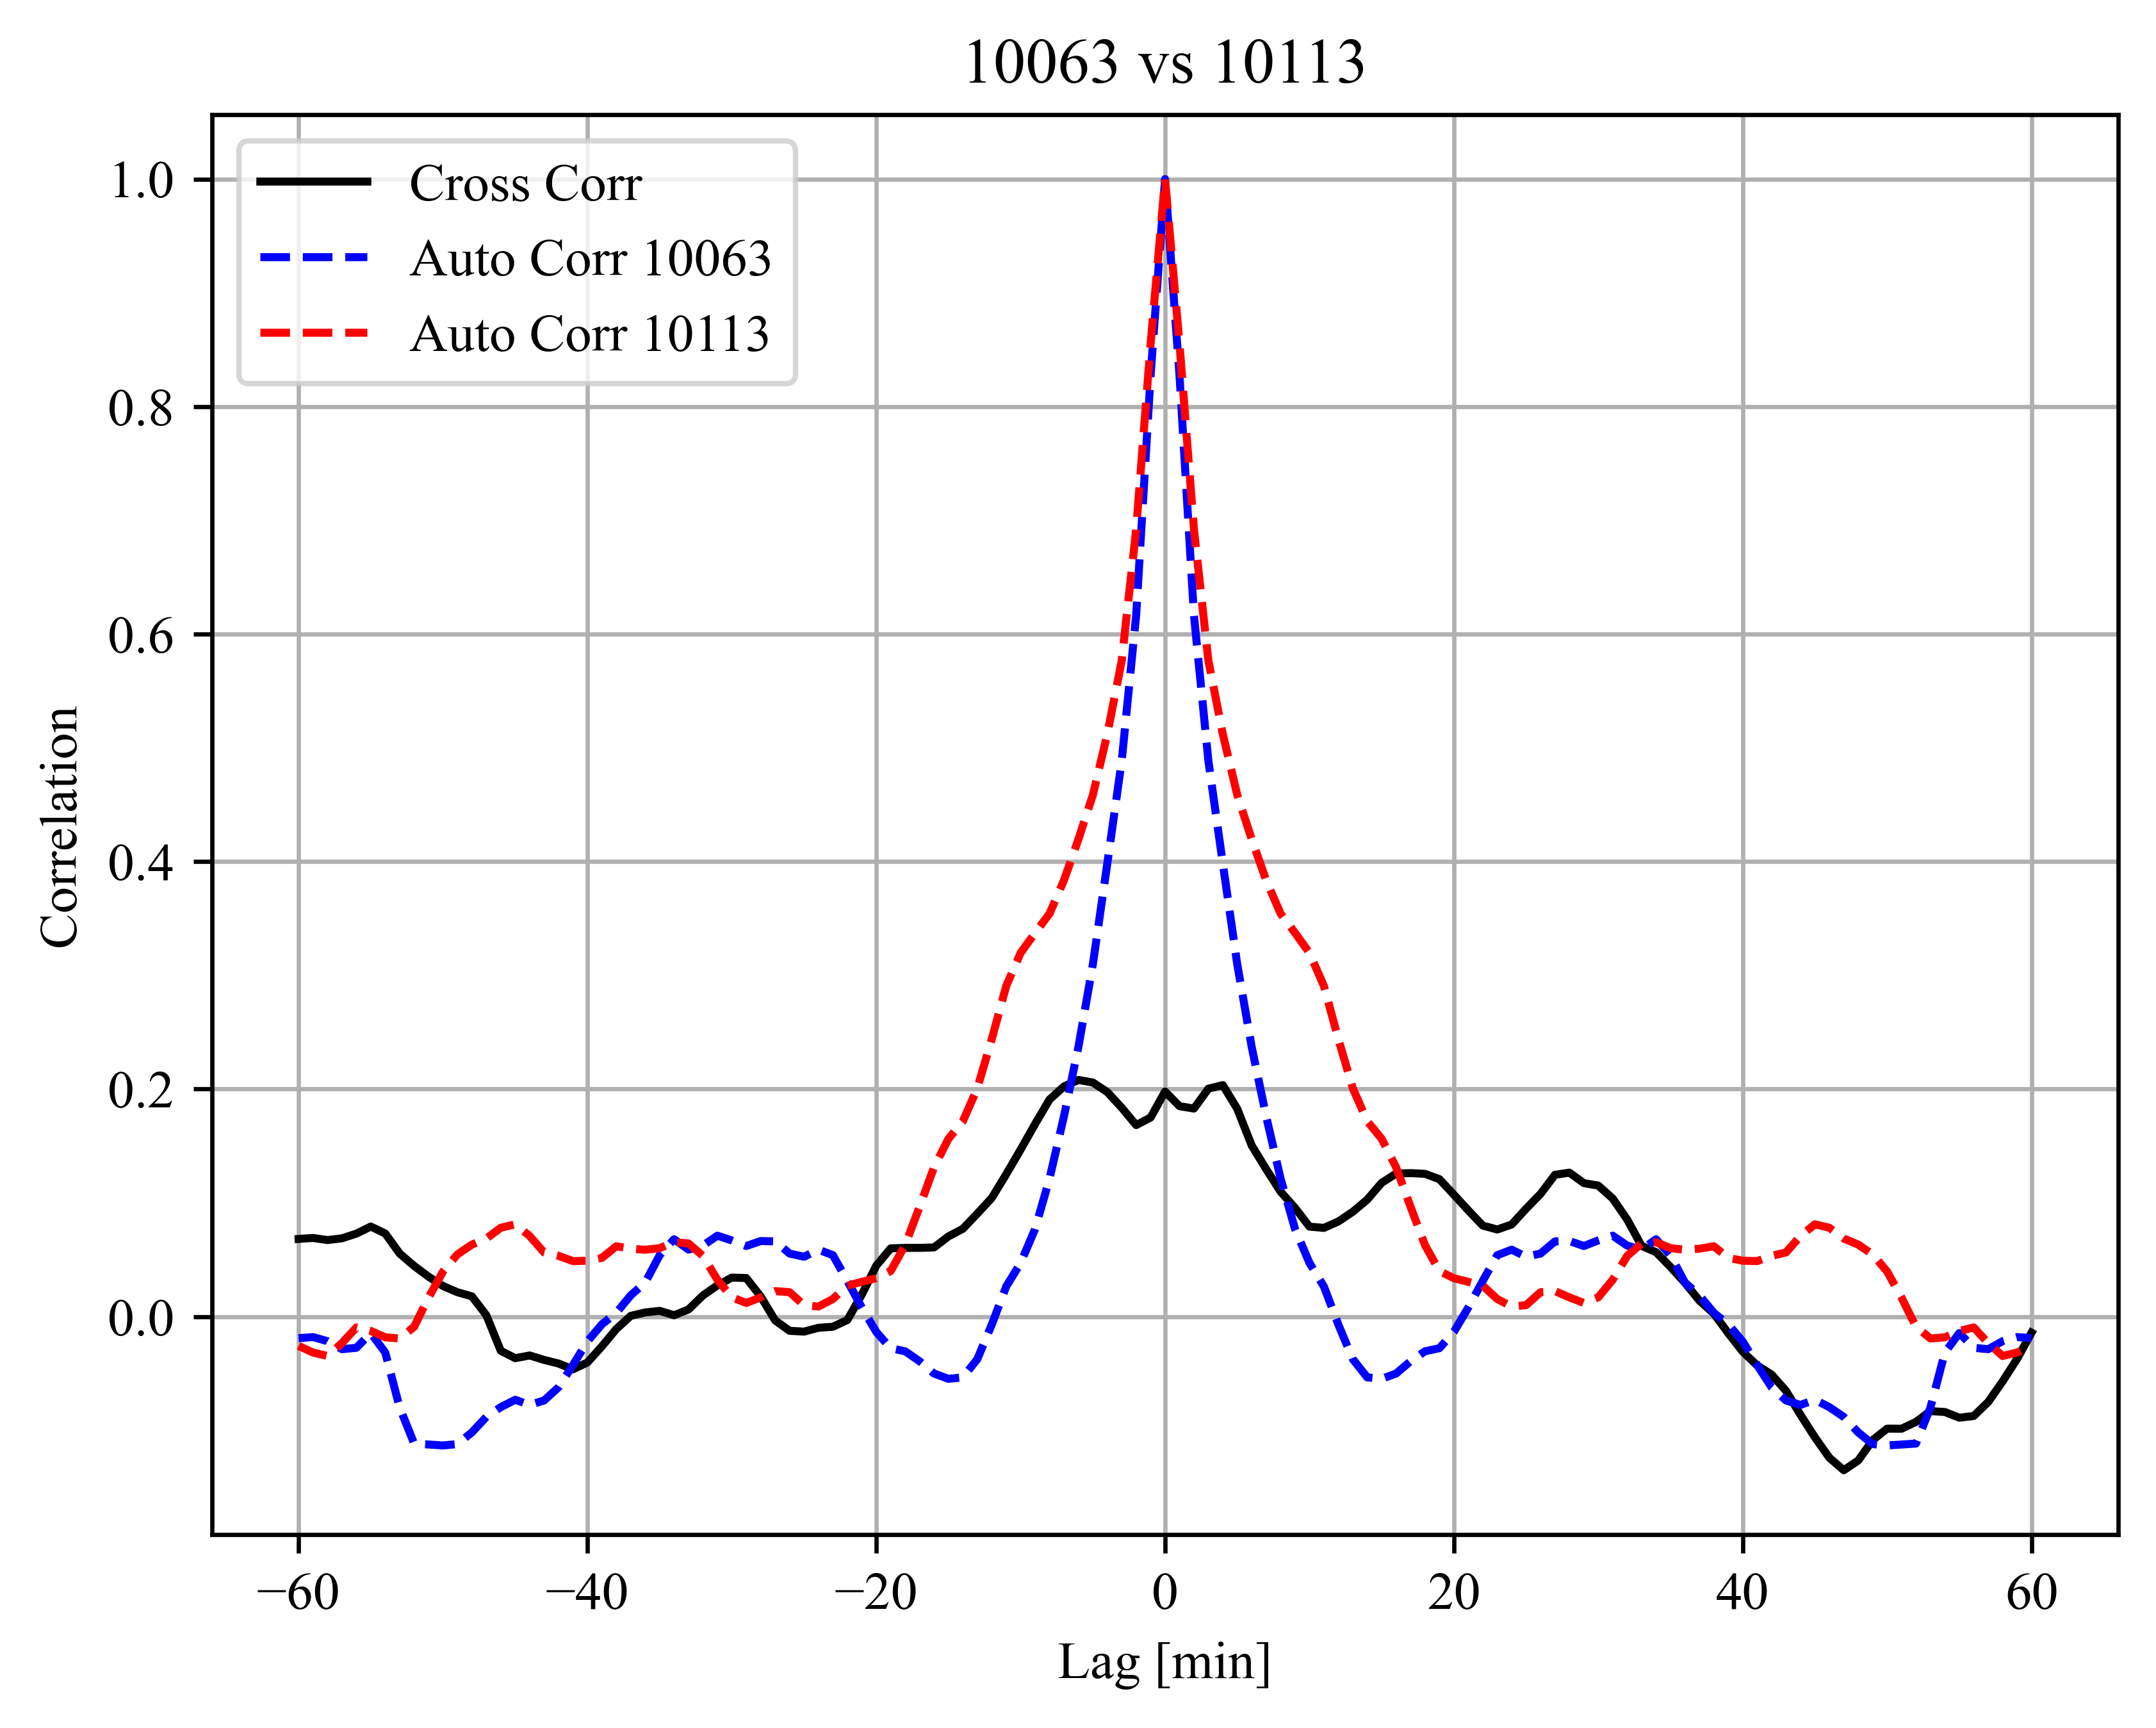 10063 vs 10113
Cross Corr
Auto Corr 10063
Auto Corr 10113
1.0
0.8
0.6
0.4
0.2
0.0
Correlation
−60 −40 −20 0 20 40 60
Lag [min]